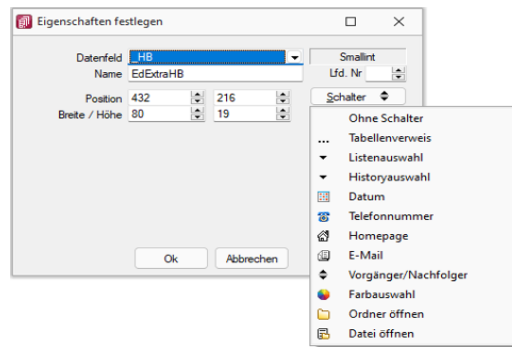 Eigenschaften festlegen
Datenfeld _HB Smallint
Name EdExtraHB Lfd. Nr
Position 432 216 Schalter
Breite / Höhe 80 19
Ohne Schalter
... Tabellenverweis
Listenauswahl
Historyauswahl
Datum
Telefonnummer
Homepage
E-Mail
Vorgänger/Nachfolger
Farbauswahl
Ordner öffnen
Datei öffnen
Ok Abbrechen